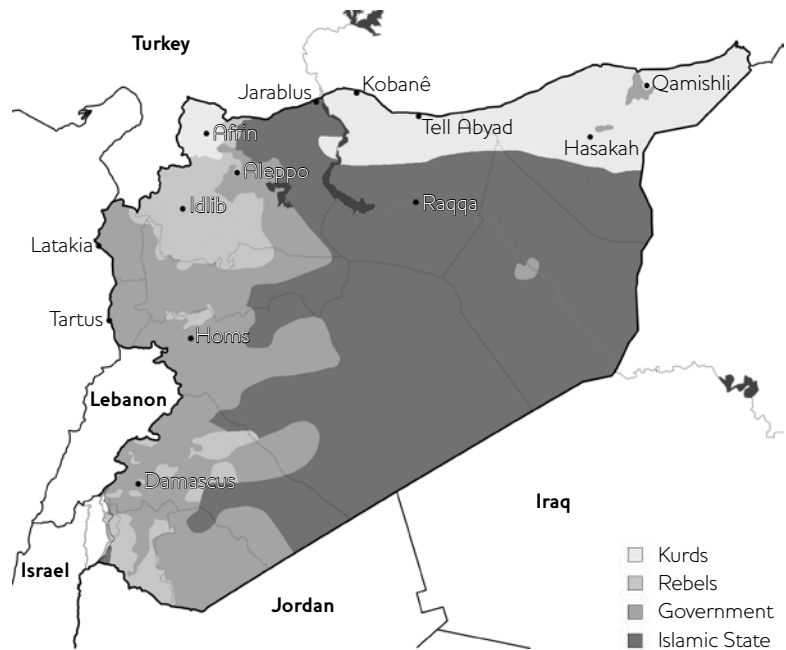 Turkey
Jarablus
Kobanê
Qamishli
Tell Abyad
Afrin
Hasakah
Aleppo
Idlib
Raqqa
Latakia
Tartus
Homs
Lebanon
Damascus
Iraq
Israel
Jordan
Kurds
Rebels
Government
Islamic State